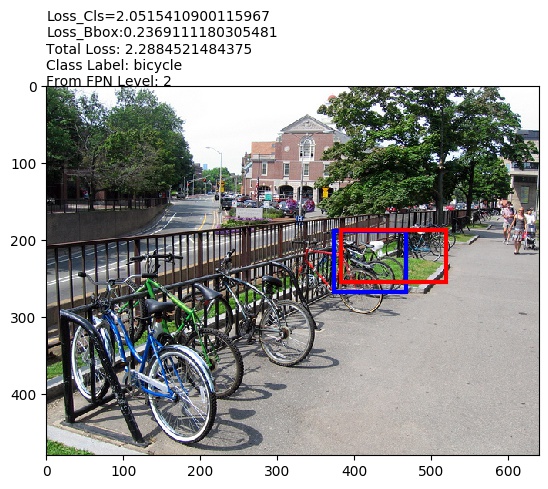 Loss_Cls=2.0515410900115967
Loss_Bbox:0.2369111180305481
Total Loss: 2.2884521484375
Class Label: bicycle
From FPN Level: 2
0
100
200
300
400
0 100 200 300 400 500 600